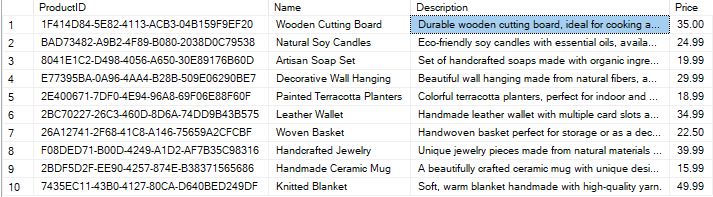 ProductID Name Description Price
1 1F414D84-5E82-4113-ACB3-04B159F9EF20 Wooden Cutting Board Durable wooden cutting board, ideal for cooking a... 35.00
2 BAD73482-A9B2-4F89-B080-2038D0C79538 Natural Soy Candles Eco-friendly soy candles with essential oils, availa... 24.99
3 8041E1C2-D498-4056-A650-30E89176B60D Artisan Soap Set Set of handcrafted soaps made with organic ingre... 19.99
4 E77395BA-0A96-4AA4-B28B-509E06290BE7 Decorative Wall Hanging Beautiful wall hanging made from natural fibers, a... 29.99
5 2E400671-7DF0-4E94-96A8-69F06E88F60F Painted Terracotta Planters Colorful terracotta planters, perfect for indoor and ... 18.99
6 2BC70227-26C3-460D-8D6A-74DD9B43B575 Leather Wallet Handmade leather wallet with multiple card slots a... 34.99
7 26A12741-2F68-41C8-A146-75659A2CFCBF Woven Basket Handwoven basket perfect for storage or as a dec... 22.50
8 F08DED71-B00D-4249-A1D2-AF7B35C98316 Handcrafted Jewelry Unique jewelry pieces made from natural materials ... 39.99
9 2BDF5D2F-EE90-4257-874E-B38371565686 Handmade Ceramic Mug A beautifully crafted ceramic mug with unique desi... 15.99
10 7435EC11-43B0-4127-80CA-D640BED249DF Knitted Blanket Soft, warm blanket handmade with high-quality yarn. 49.99